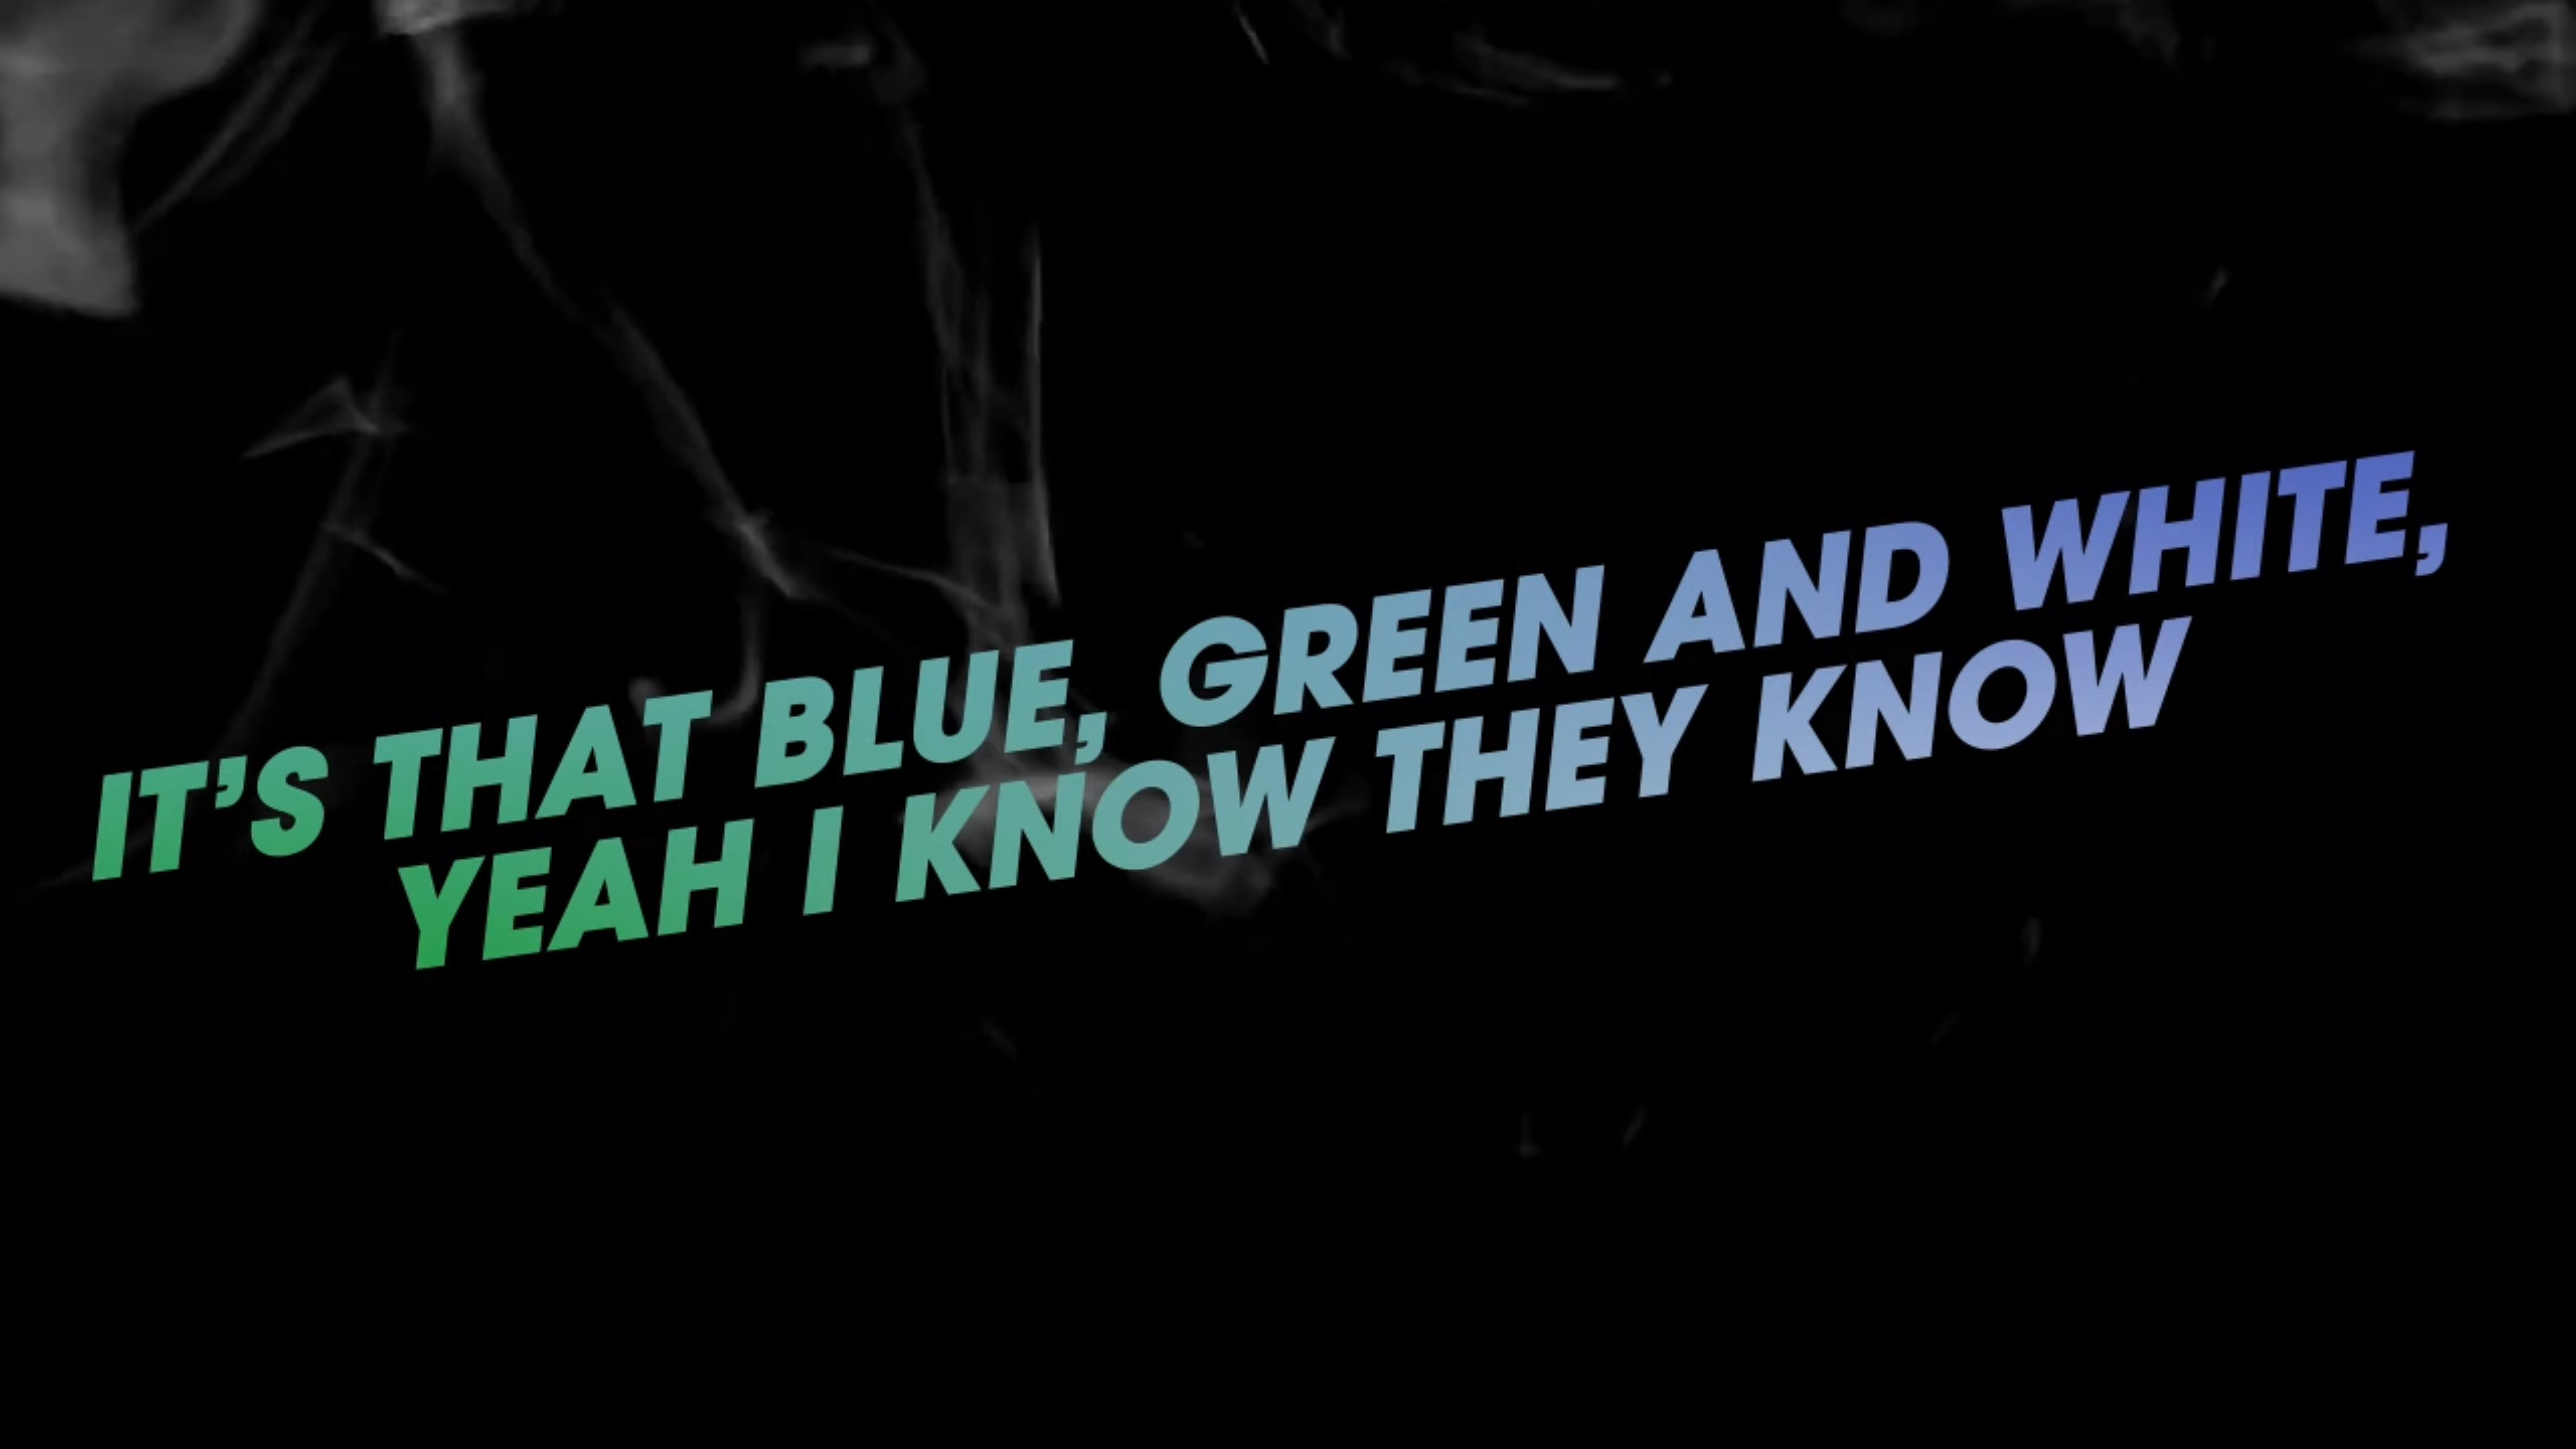 IT’S THAT BLUE, GREEN AND WHITE,
YEAH I KNOW THEY KNOW